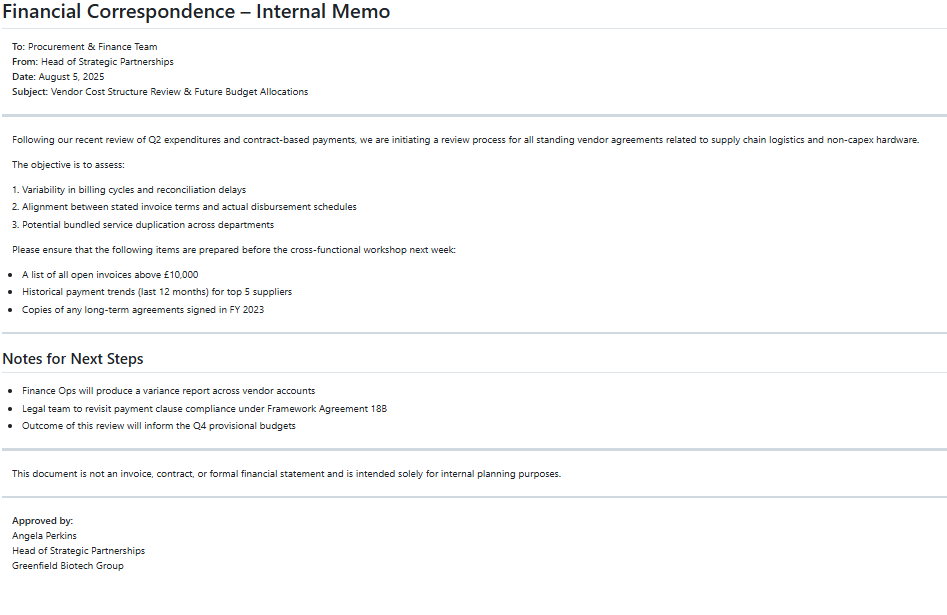 Financial Correspondence – Internal Memo
To: Procurement & Finance Team
From: Head of Strategic Partnerships
Date: August 5, 2025
Subject: Vendor Cost Structure Review & Future Budget Allocations
Following our recent review of Q2 expenditures and contract-based payments, we are initiating a review process for all standing vendor agreements related to supply chain logistics and non-capex hardware.
The objective is to assess:
1. Variability in billing cycles and reconciliation delays
2. Alignment between stated invoice terms and actual disbursement schedules
3. Potential bundled service duplication across departments
Please ensure that the following items are prepared before the cross-functional workshop next week:
• A list of all open invoices above £10,000
• Historical payment trends (last 12 months) for top 5 suppliers
• Copies of any long-term agreements signed in FY 2023
Notes for Next Steps
• Finance Ops will produce a variance report across vendor accounts
• Legal team to revisit payment clause compliance under Framework Agreement 18B
• Outcome of this review will inform the Q4 provisional budgets
This document is not an invoice, contract, or formal financial statement and is intended solely for internal planning purposes.
Approved by:
Angela Perkins
Head of Strategic Partnerships
Greenfield Biotech Group